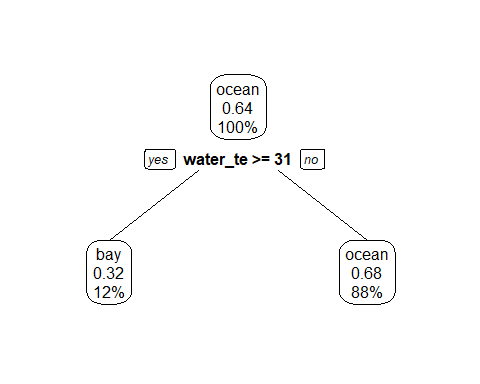 ocean
0.64
100%
yes water_te >= 31 no
bay
0.32
12%
ocean
0.68
88%